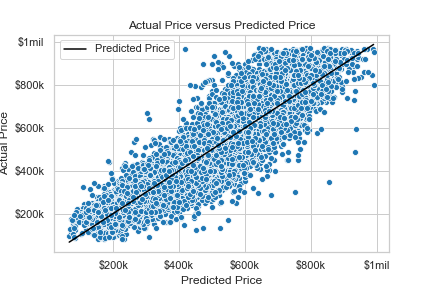 Actual Price versus Predicted Price
Predicted Price
$1mil
$800k
$600k
$400k
$200k
Actual Price
$200k
$400k
$600k
$800k
$1mil
Predicted Price